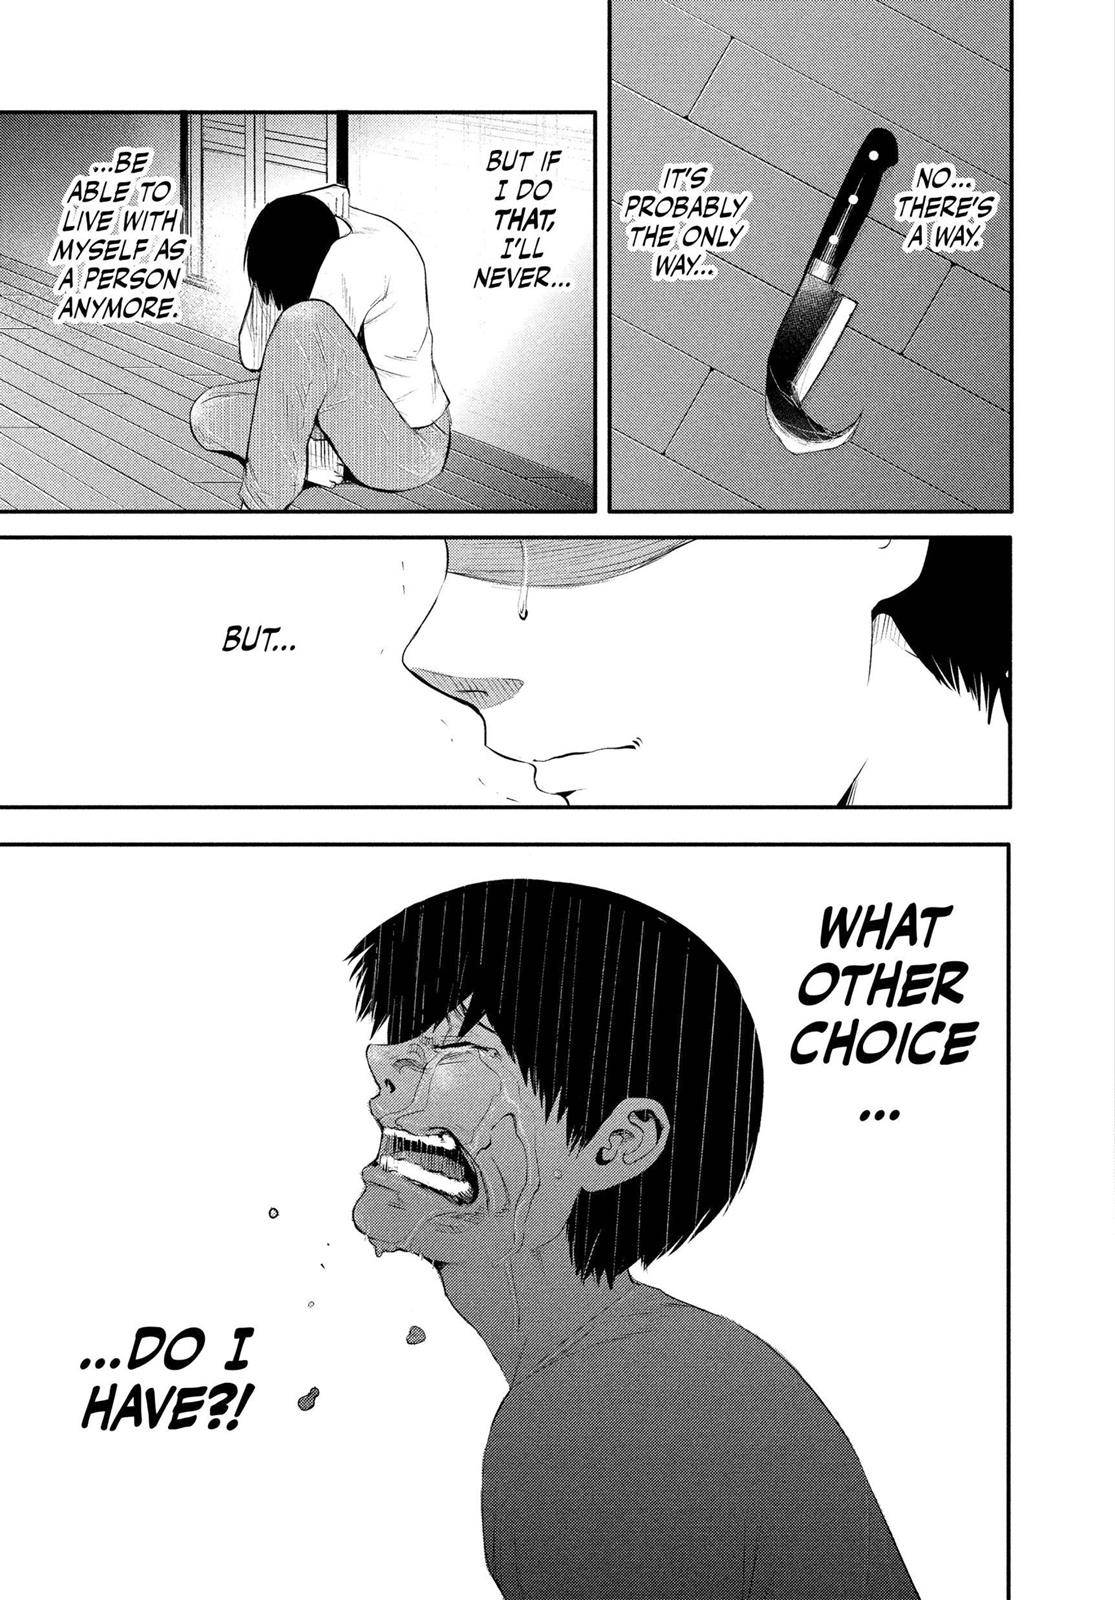 NO...
THERE'S
A WAY.
IT'S
PROBABLY
THE ONLY
WAY...
BUT IF
I DO
THAT,
I'LL
NEVER...
...BE
ABLE TO
LIVE WITH
MYSELF AS
A PERSON
ANYMORE.
BUT...
WHAT
OTHER
CHOICE
...
...DO I
HAVE?!